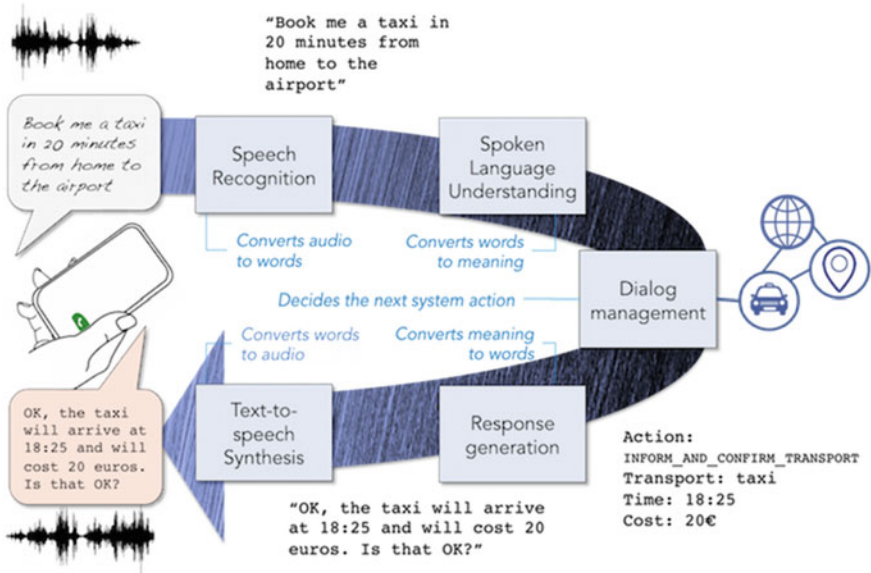 “Book me a taxi in
20 minutes from
home to the
airport”
Book me a taxi
in 20 minutes
from home to
the airport
Speech
Recognition
Spoken
Language
Understanding
Converts audio
to words
Converts words
to meaning
Decides the next system action
Dialog
management
Converts words
to audio
Converts meaning
to words
Text-to-
speech
Synthesis
Response
generation
OK, the taxi
will arrive at
18:25 and will
cost 20 euros.
Is that OK?
Action:
INFORM_AND_CONFIRM_TRANSPORT
Transport: taxi
Time: 18:25
Cost: 20€
“OK, the taxi will arrive
at 18:25 and will cost 20
euros. Is that OK?”